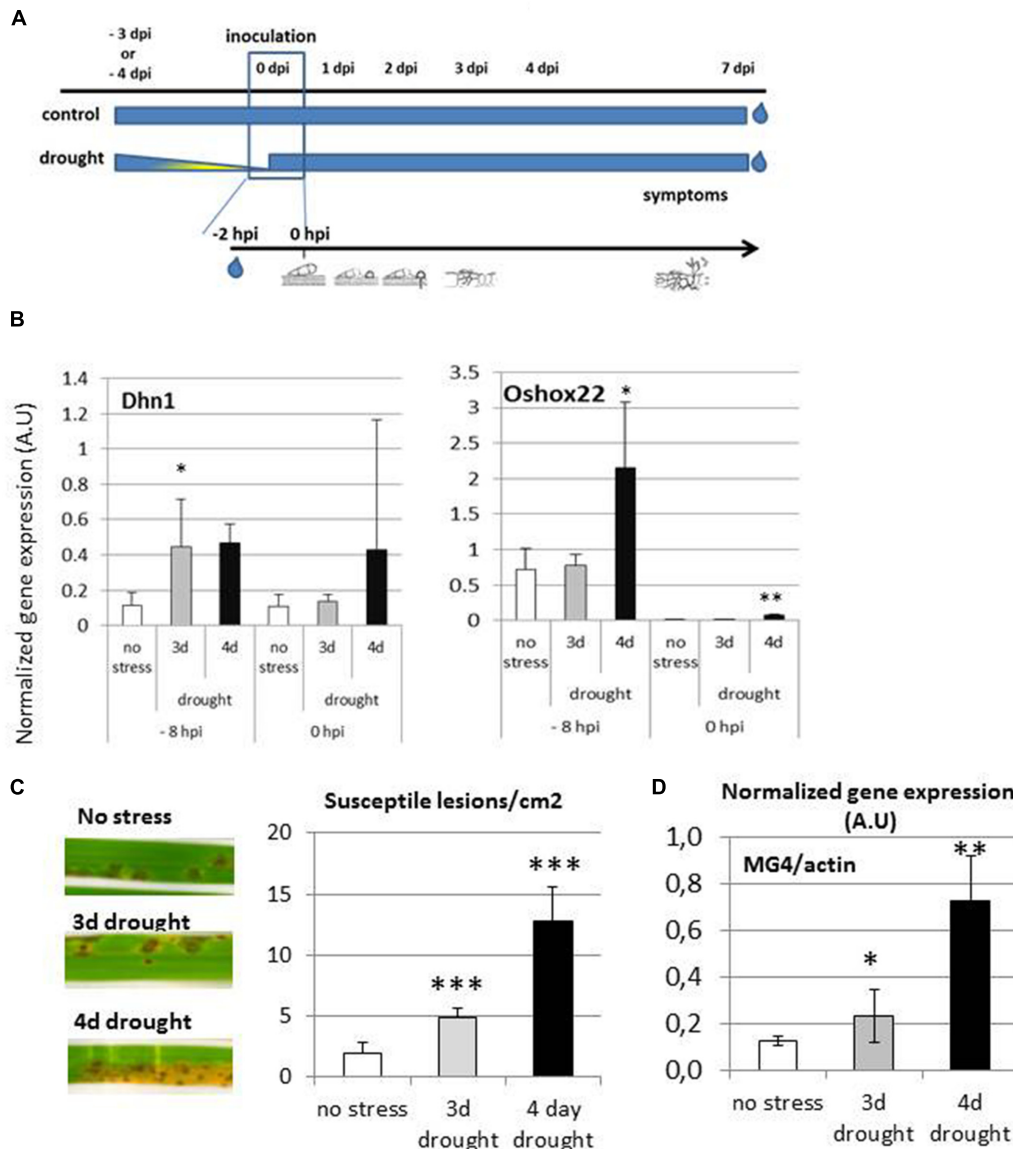 A
- 3 dpi
or
- 4 dpi
inoculation
0 dpi 1 dpi 2 dpi 3 dpi 4 dpi 7 dpi
control
drought
symptoms
-2 hpi 0 hpi
B
Normalized gene expression (A.U)
Dhn1
1.4
1.2
1
0.8
0.6
0.4
0.2
0
*
no stress 3d 4d no stress 3d 4d
drought drought
- 8 hpi 0 hpi
Oshox22
3.5
3
2.5
2
1.5
1
0.5
0
*
**
no stress 3d 4d no stress 3d 4d
drought drought
- 8 hpi 0 hpi
C
No stress
3d drought
4d drought
Susceptile lesions/cm2
20
15
10
5
0
***
***
no stress 3d drought 4 day drought
D
Normalized gene expression
(A.U)
MG4/actin
1,0
0,8
0,6
0,4
0,2
0,0
*
**
no stress 3d drought 4d drought